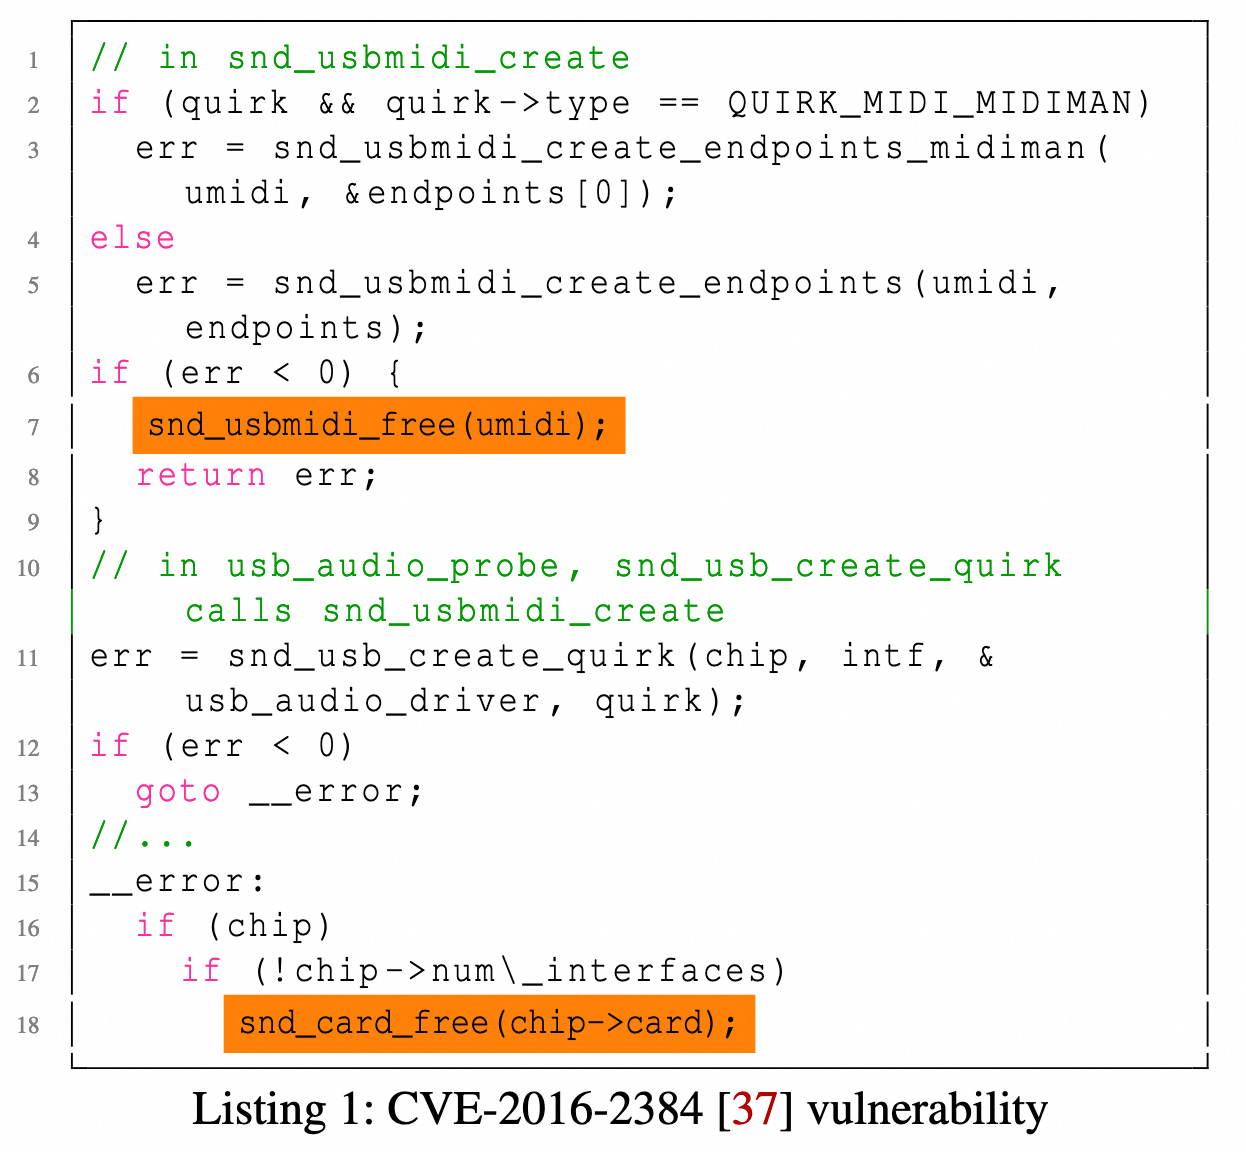 1 // in snd_usbmidi_create
2 if (quirk && quirk->type == QUIRK_MIDI_MIDIMAN)
3 err = snd_usbmidi_create_endpoints_midiman(
umidi, &endpoints[0]);
4 else
5 err = snd_usbmidi_create_endpoints(umidi,
endpoints);
6 if (err < 0) {
7 snd_usbmidi_free(umidi);
8 return err;
9 }
10 // in usb_audio_probe, snd_usb_create_quirk
calls snd_usbmidi_create
11 err = snd_usb_create_quirk(chip, intf, &
usb_audio_driver, quirk);
12 if (err < 0)
13 goto __error;
14 //...
15 __error:
16 if (chip)
17 if (!chip->num\_interfaces)
18 snd_card_free(chip->card);
Listing 1: CVE-2016-2384 [37] vulnerability